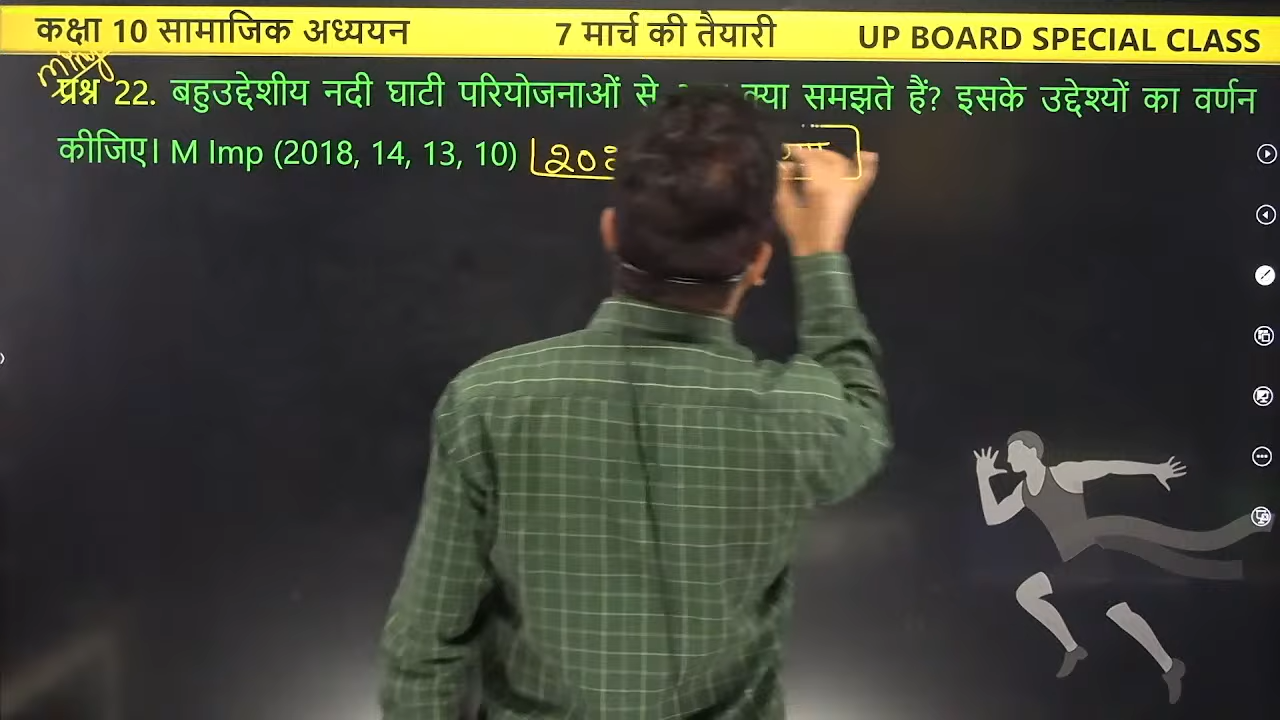 कक्षा 10 सामाजिक अध्ययन 7 मार्च की तैयारी UP BOARD SPECIAL CLASS
M Imp
प्रश्न 22. बहुउद्देशीय नदी घाटी परियोजनाओं से क्या समझते हैं? इसके उद्देश्यों का वर्णन
कीजिए। M Imp (2018, 14, 13, 10)